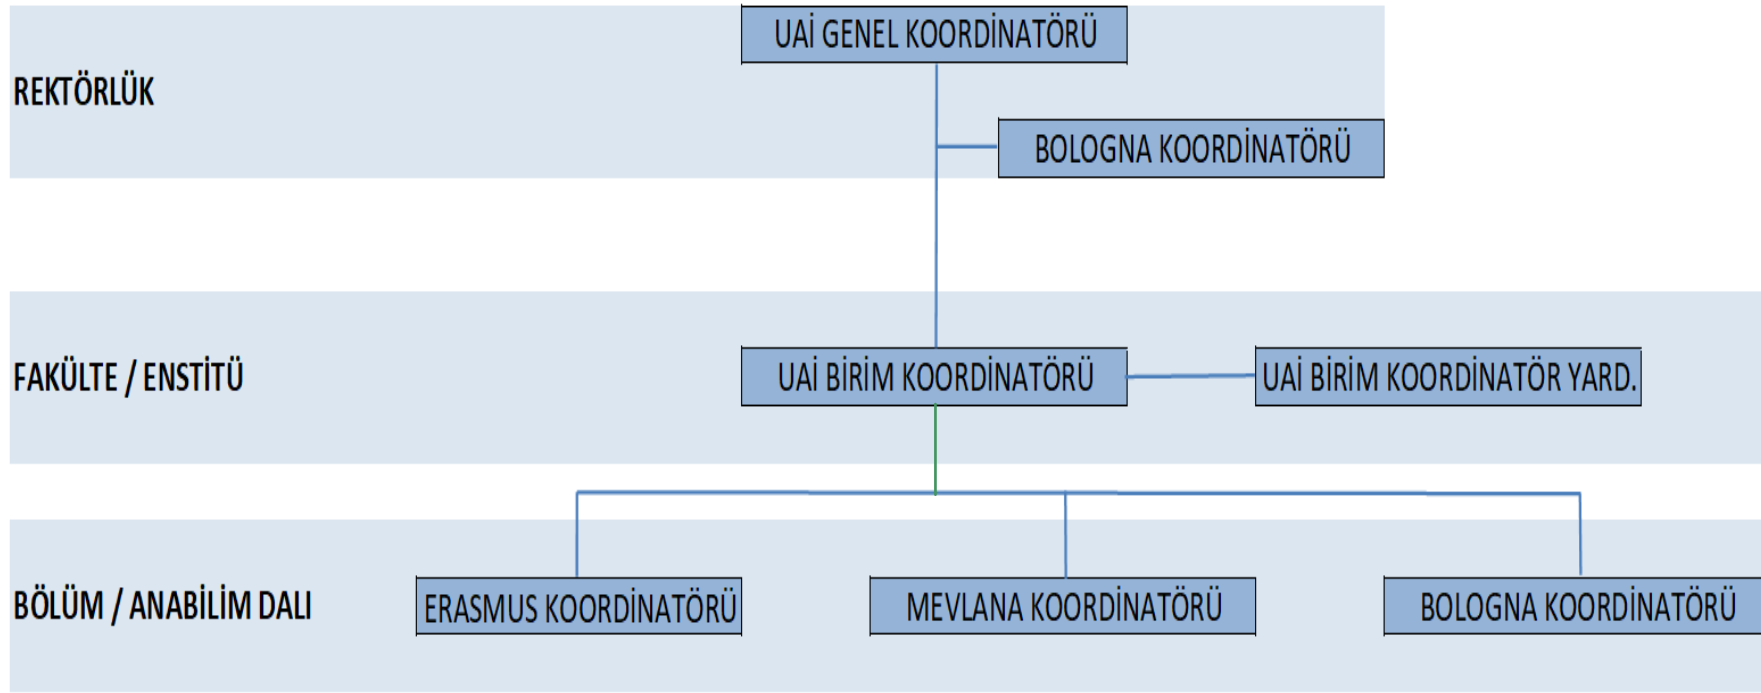 UAİ GENEL KOORDİNATÖRÜ
REKTÖRLÜK
BOLOGNA KOORDİNATÖRÜ
FAKÜLTE / ENSTİTÜ
UAİ BİRİM KOORDİNATÖRÜ
UAİ BİRİM KOORDİNATÖR YARD.
BÖLÜM / ANABİLİM DALI
ERASMUS KOORDİNATÖRÜ
MEVLANA KOORDİNATÖRÜ
BOLOGNA KOORDİNATÖRÜ